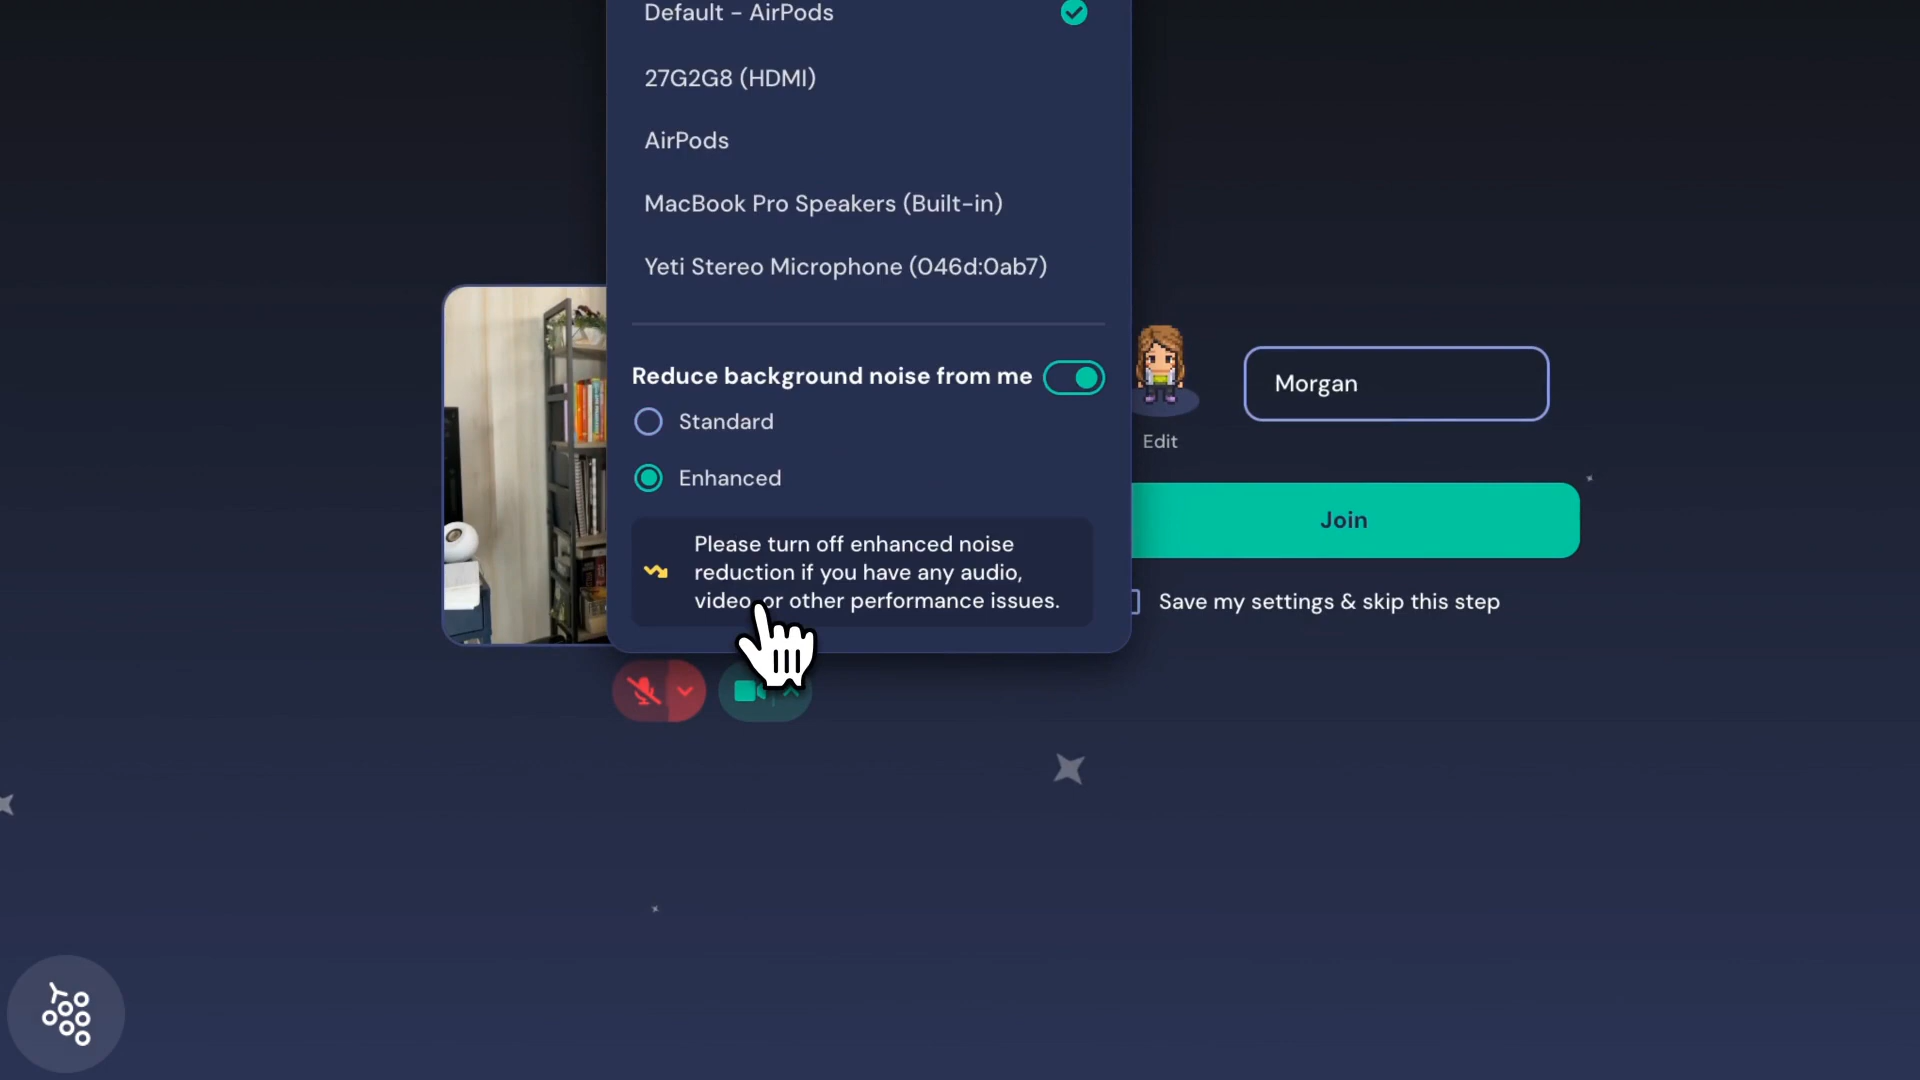 Default - AirPods
27G2G8 (HDMI)
AirPods
MacBook Pro Speakers (Built-in)
Yeti Stereo Microphone (046d:0ab7)
Reduce background noise from me
Standard
Enhanced
Please turn off enhanced noise
reduction if you have any audio,
video, or other performance issues.
Morgan
Edit
Join
Save my settings & skip this step